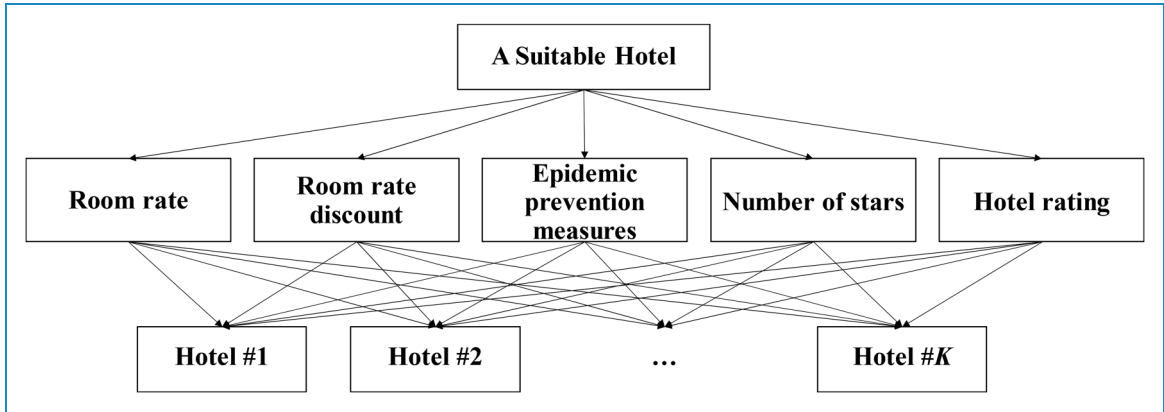 A Suitable Hotel
Room rate
Room rate
discount
Epidemic
prevention
measures
Number of stars
Hotel rating
Hotel #1
Hotel #2
...
Hotel #K